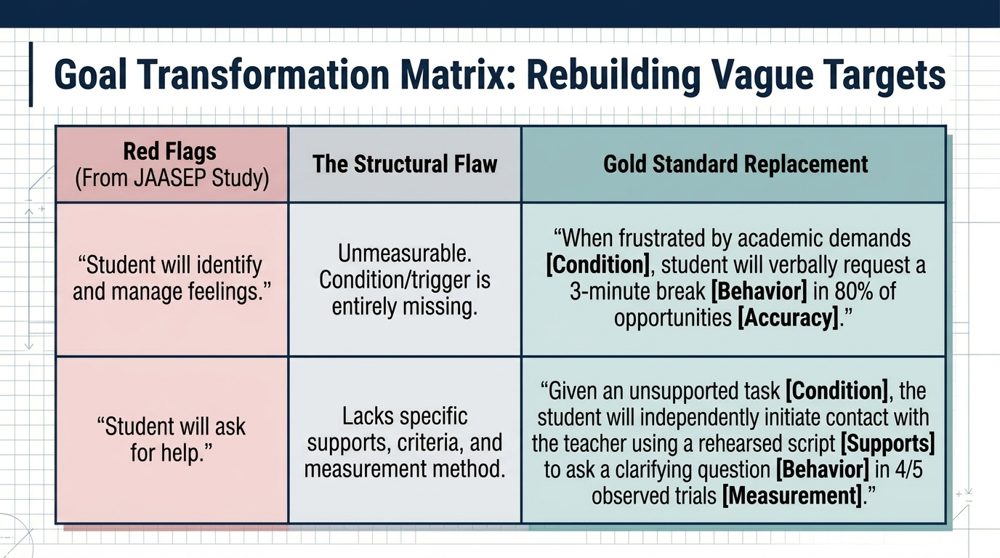 Goal Transformation Matrix: Rebuilding Vague Targets
Red Flags
(From JAASEP Study)
The Structural Flaw
Gold Standard Replacement
“Student will identify
and manage feelings.”
Unmeasurable.
Condition/trigger is
entirely missing.
“When frustrated by academic demands
[Condition], student will verbally request a
3-minute break [Behavior] in 80% of
opportunities [Accuracy].”
“Student will ask
for help.”
Lacks specific
supports, criteria, and
measurement method.
“Given an unsupported task [Condition], the
student will independently initiate contact with
the teacher using a rehearsed script [Supports]
to ask a clarifying question [Behavior] in 4/5
observed trials [Measurement].”